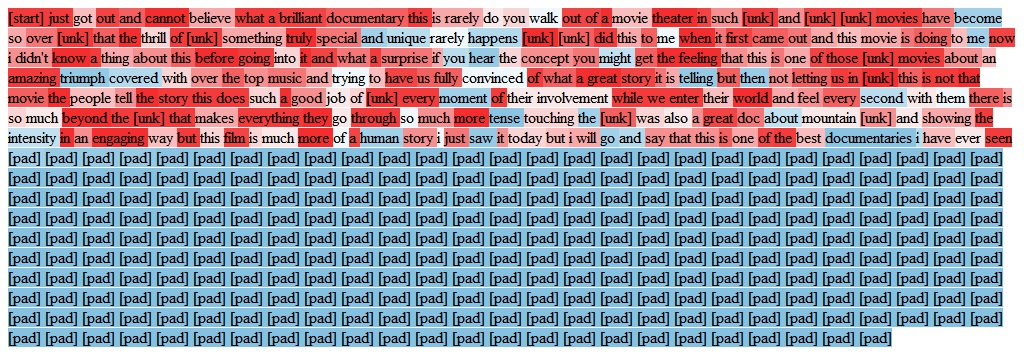 [start] just got out and cannot believe what a brilliant documentary this is rarely do you walk out of a movie theater in such [unk] and [unk] [unk] movies have become
so over [unk] that the thrill of [unk] something truly special and unique rarely happens [unk] [unk] did this to me when it first came out and this movie is doing to me now
i didn't know a thing about this before going into it and what a surprise if you hear the concept you might get the feeling that this is one of those [unk] movies about an
amazing triumph covered with over the top music and trying to have us fully convinced of what a great story it is telling but then not letting us in [unk] this is not that
movie the people tell the story this does such a good job of [unk] every moment of their involvement while we enter their world and feel every second with them there is
so much beyond the [unk] that makes everything they go through so much more tense touching the [unk] was also a great doc about mountain [unk] and showing the
intensity in an engaging way but this film is much more of a human story i just saw it today but i will go and say that this is one of the best documentaries i have ever seen
[pad] [pad] [pad] [pad] [pad] [pad] [pad] [pad] [pad] [pad] [pad] [pad] [pad] [pad] [pad] [pad] [pad] [pad] [pad] [pad] [pad] [pad] [pad] [pad] [pad] [pad] [pad]
[pad] [pad] [pad] [pad] [pad] [pad] [pad] [pad] [pad] [pad] [pad] [pad] [pad] [pad] [pad] [pad] [pad] [pad] [pad] [pad] [pad] [pad] [pad] [pad] [pad] [pad] [pad]
[pad] [pad] [pad] [pad] [pad] [pad] [pad] [pad] [pad] [pad] [pad] [pad] [pad] [pad] [pad] [pad] [pad] [pad] [pad] [pad] [pad] [pad] [pad] [pad] [pad] [pad] [pad]
[pad] [pad] [pad] [pad] [pad] [pad] [pad] [pad] [pad] [pad] [pad] [pad] [pad] [pad] [pad] [pad] [pad] [pad] [pad] [pad] [pad] [pad] [pad] [pad] [pad] [pad] [pad]
[pad] [pad] [pad] [pad] [pad] [pad] [pad] [pad] [pad] [pad] [pad] [pad] [pad] [pad] [pad] [pad] [pad] [pad] [pad] [pad] [pad] [pad] [pad] [pad] [pad] [pad] [pad]
[pad] [pad] [pad] [pad] [pad] [pad] [pad] [pad] [pad] [pad] [pad] [pad] [pad] [pad] [pad] [pad] [pad] [pad] [pad] [pad] [pad] [pad] [pad] [pad] [pad] [pad] [pad]
[pad] [pad] [pad] [pad] [pad] [pad] [pad] [pad] [pad] [pad] [pad] [pad] [pad] [pad] [pad] [pad] [pad] [pad] [pad] [pad] [pad] [pad] [pad] [pad] [pad] [pad] [pad]
[pad] [pad] [pad] [pad] [pad] [pad] [pad] [pad] [pad] [pad] [pad] [pad] [pad] [pad] [pad] [pad] [pad] [pad] [pad] [pad] [pad] [pad] [pad] [pad] [pad] [pad] [pad]
[pad] [pad] [pad] [pad] [pad] [pad] [pad] [pad] [pad] [pad] [pad] [pad] [pad] [pad] [pad] [pad] [pad] [pad] [pad] [pad] [pad] [pad] [pad] [pad] [pad] [pad] [pad]
[pad] [pad] [pad] [pad] [pad] [pad] [pad] [pad] [pad] [pad] [pad] [pad] [pad] [pad] [pad] [pad] [pad] [pad] [pad] [pad] [pad] [pad] [pad] [pad]